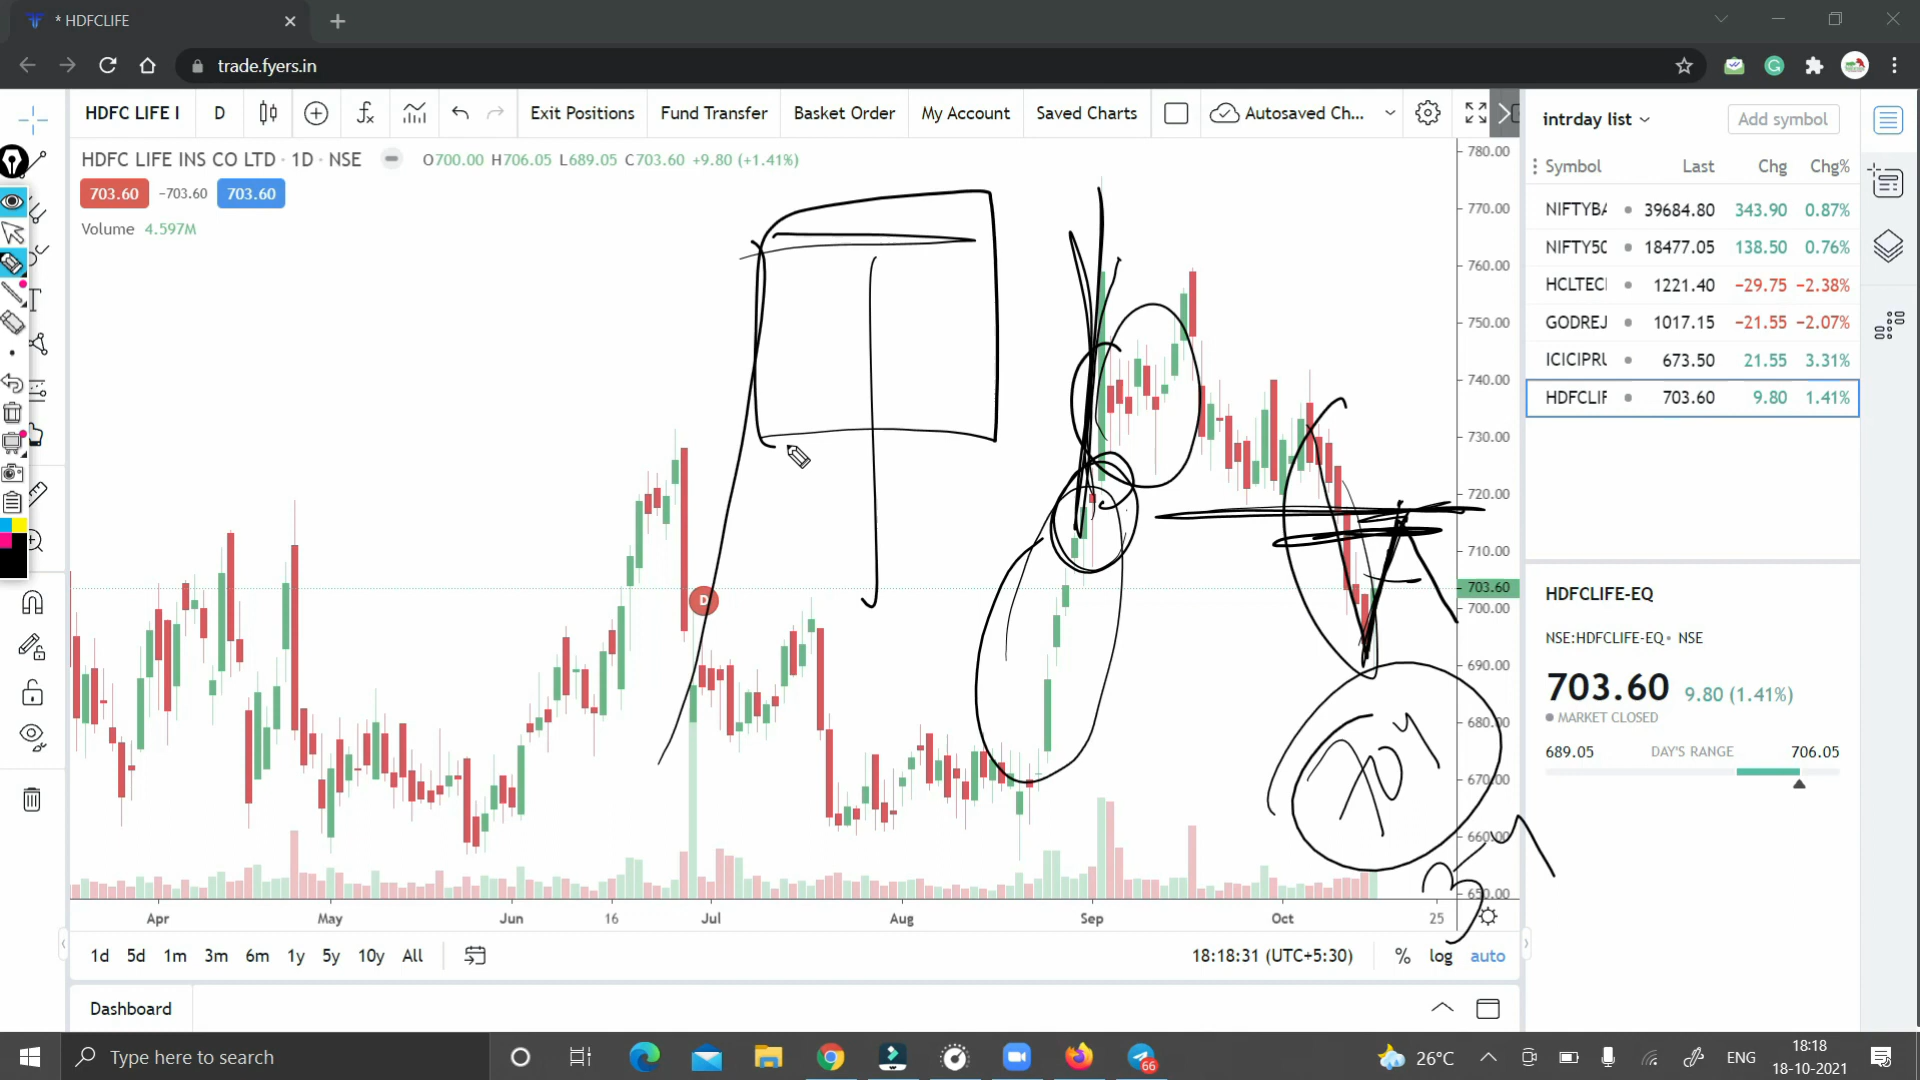 * HDFCLIFE
trade.fyers.in
HDFC LIFE I D Exit Positions Fund Transfer Basket Order My Account Saved Charts Autosaved Ch...
HDFC LIFE INS CO LTD · 1D · NSE O700.00 H706.05 L689.05 C703.60 +9.80 (+1.41%)
703.60 −703.60 703.60
Volume 4.597M
780.00
770.00
760.00
750.00
740.00
730.00
720.00
710.00
703.60
700.00
690.00
680.00
670.00
660.00
650.00
D
704
Apr May Jun 16 Jul Aug Sep Oct 25
1d 5d 1m 3m 6m 1y 5y 10y All 18:18:31 (UTC+5:30) % log auto
Dashboard
intrday list Add symbol
Symbol Last Chg Chg%
NIFTYBA 39684.80 343.90 0.87%
NIFTY50 18477.05 138.50 0.76%
HCLTECH 1221.40 −29.75 −2.38%
GODREJ 1017.15 −21.55 −2.07%
ICICIPRU 673.50 21.55 3.31%
HDFCLIF 703.60 9.80 1.41%
HDFCLIFE-EQ
NSE:HDFCLIFE-EQ • NSE
703.60 9.80 (1.41%)
MARKET CLOSED
689.05 DAY'S RANGE 706.05
Type here to search
66
26°C ENG 18:18
18-10-2021